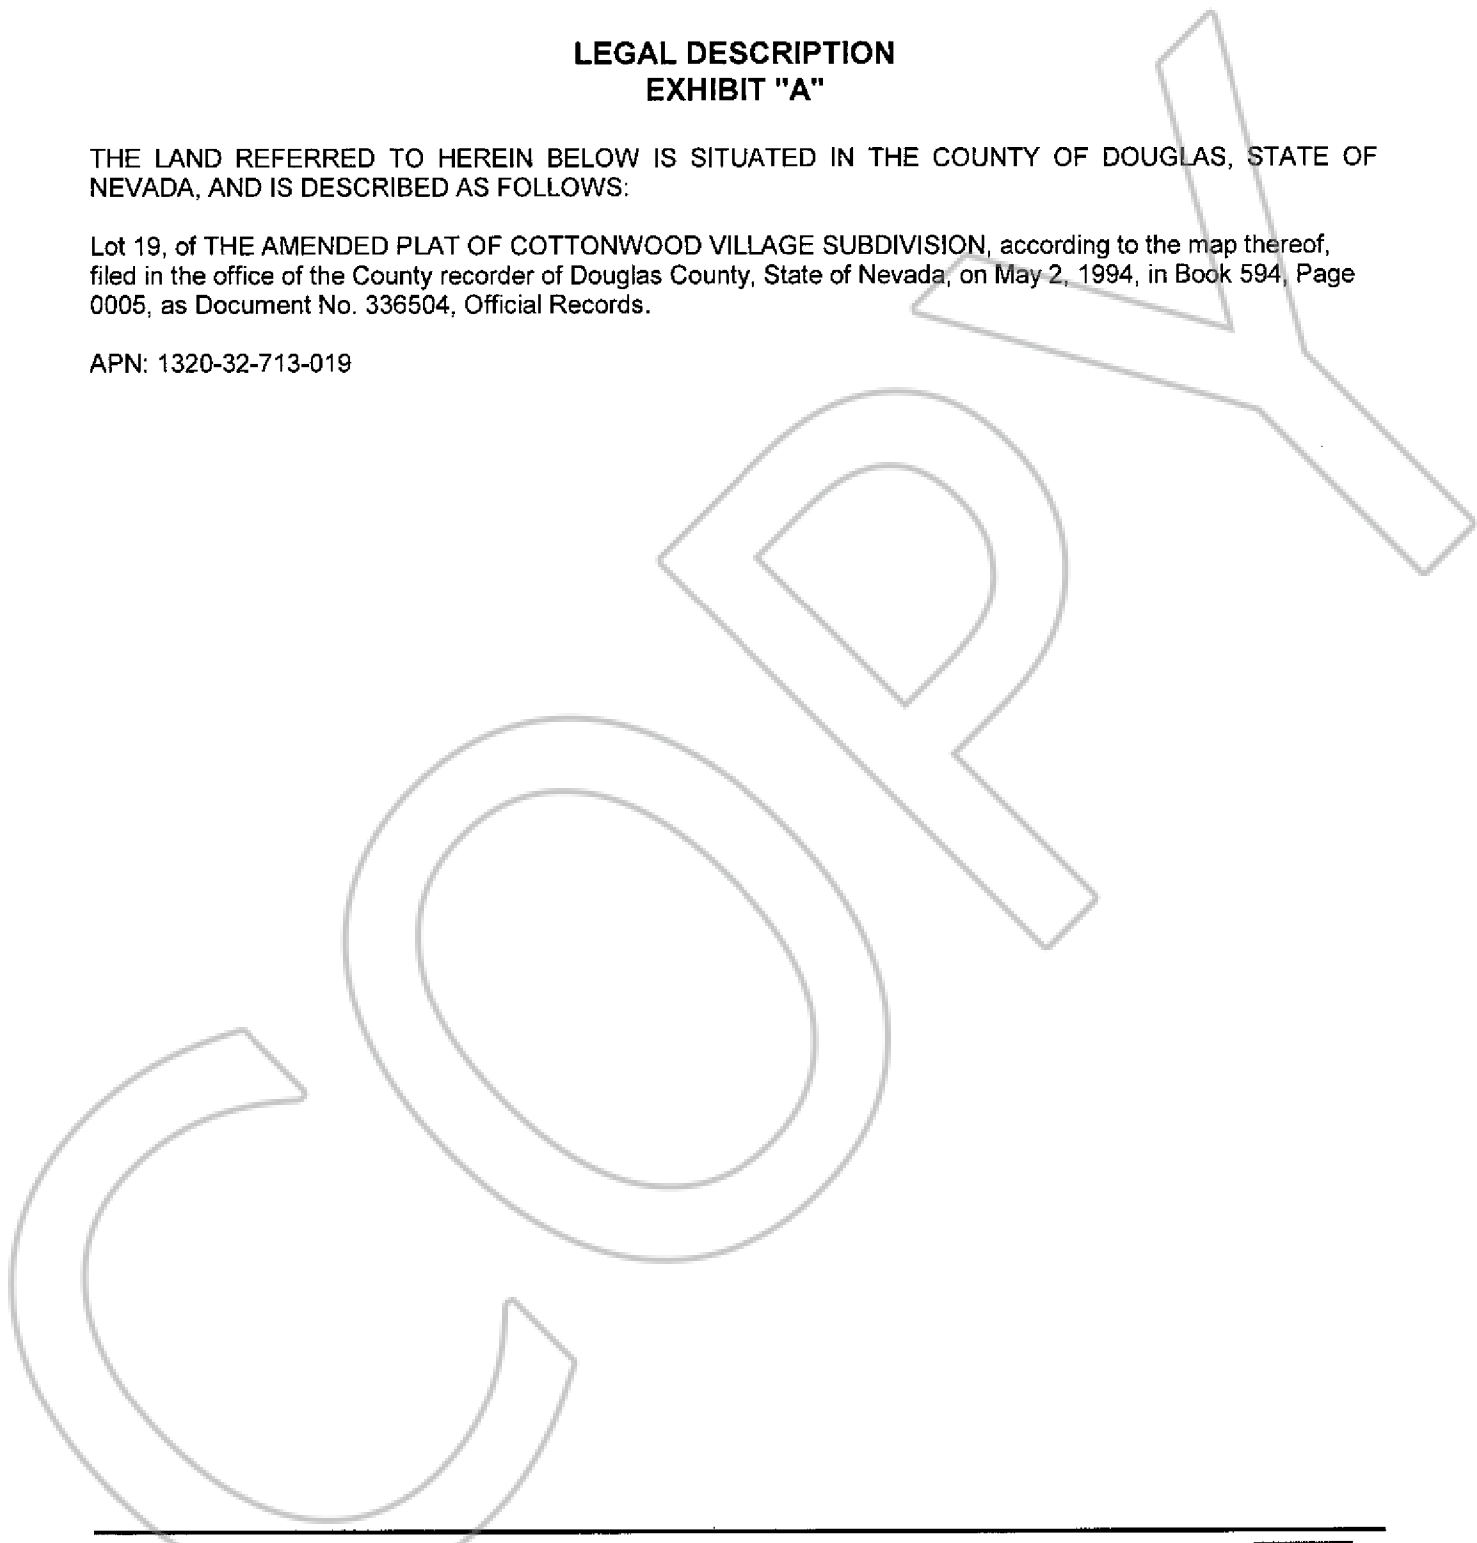 LEGAL DESCRIPTION
EXHIBIT "A"
THE LAND REFERRED TO HEREIN BELOW IS SITUATED IN THE COUNTY OF DOUGLAS, STATE OF
NEVADA, AND IS DESCRIBED AS FOLLOWS:
Lot 19, of THE AMENDED PLAT OF COTTONWOOD VILLAGE SUBDIVISION, according to the map thereof,
filed in the office of the County recorder of Douglas County, State of Nevada, on May 2, 1994, in Book 594, Page
0005, as Document No. 336504, Official Records.
APN: 1320-32-713-019
COPY